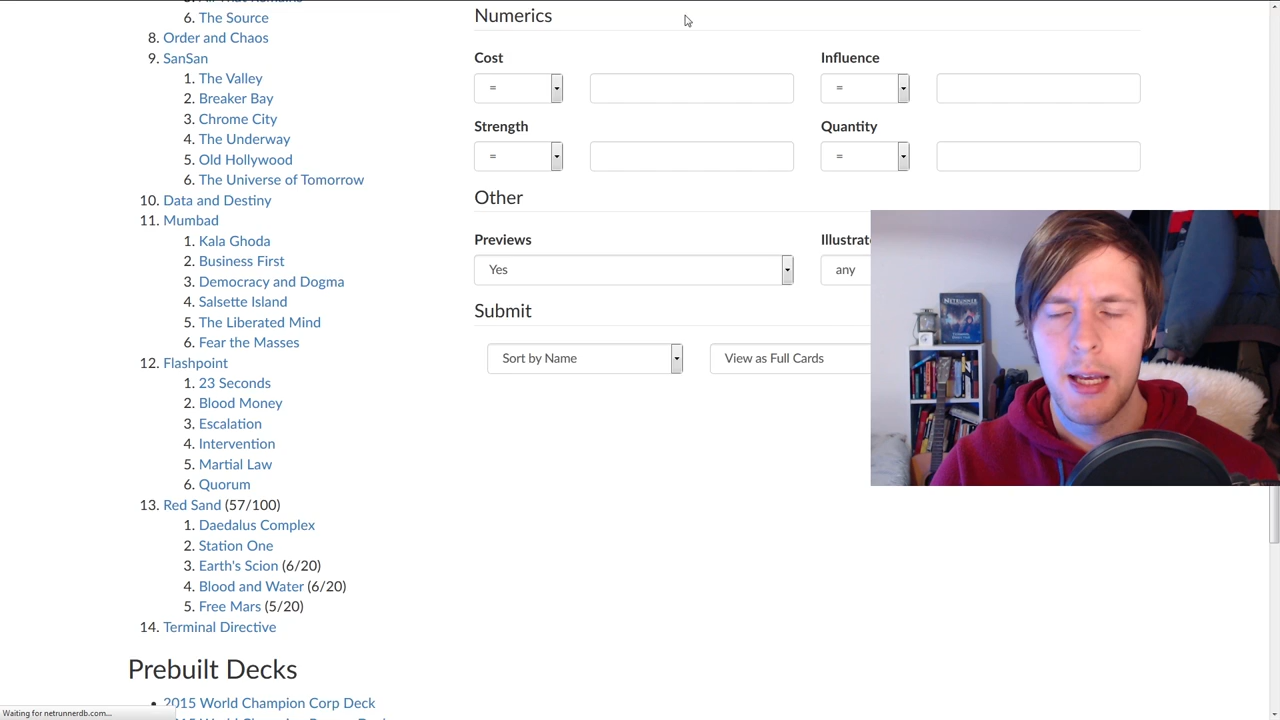 6. The Source
8. Order and Chaos
9. SanSan
1. The Valley
2. Breaker Bay
3. Chrome City
4. The Underway
5. Old Hollywood
6. The Universe of Tomorrow
10. Data and Destiny
11. Mumbad
1. Kala Ghoda
2. Business First
3. Democracy and Dogma
4. Salsette Island
5. The Liberated Mind
6. Fear the Masses
12. Flashpoint
1. 23 Seconds
2. Blood Money
3. Escalation
4. Intervention
5. Martial Law
6. Quorum
13. Red Sand (57/100)
1. Daedalus Complex
2. Station One
3. Earth's Scion (6/20)
4. Blood and Water (6/20)
5. Free Mars (5/20)
14. Terminal Directive
Prebuilt Decks
2015 World Champion Corp Deck
Waiting for netrunnerdb.com...
Numerics
Cost Influence
= =
Strength Quantity
= =
Other
Previews Illustrat
Yes any
Submit
Sort by Name View as Full Cards
NETRUNNER